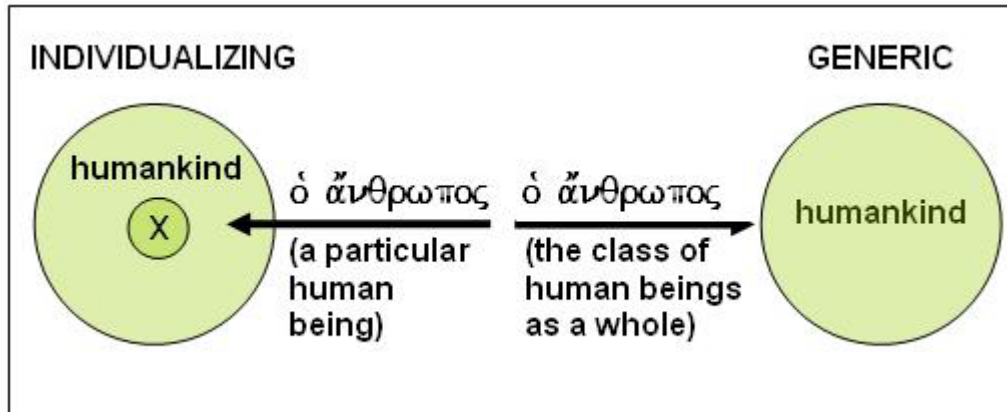 INDIVIDUALIZING
GENERIC
humankind
X
ὁ ἄνθρωπος
(a particular
human
being)
ὁ ἄνθρωπος
(the class of
human beings
as a whole)
humankind